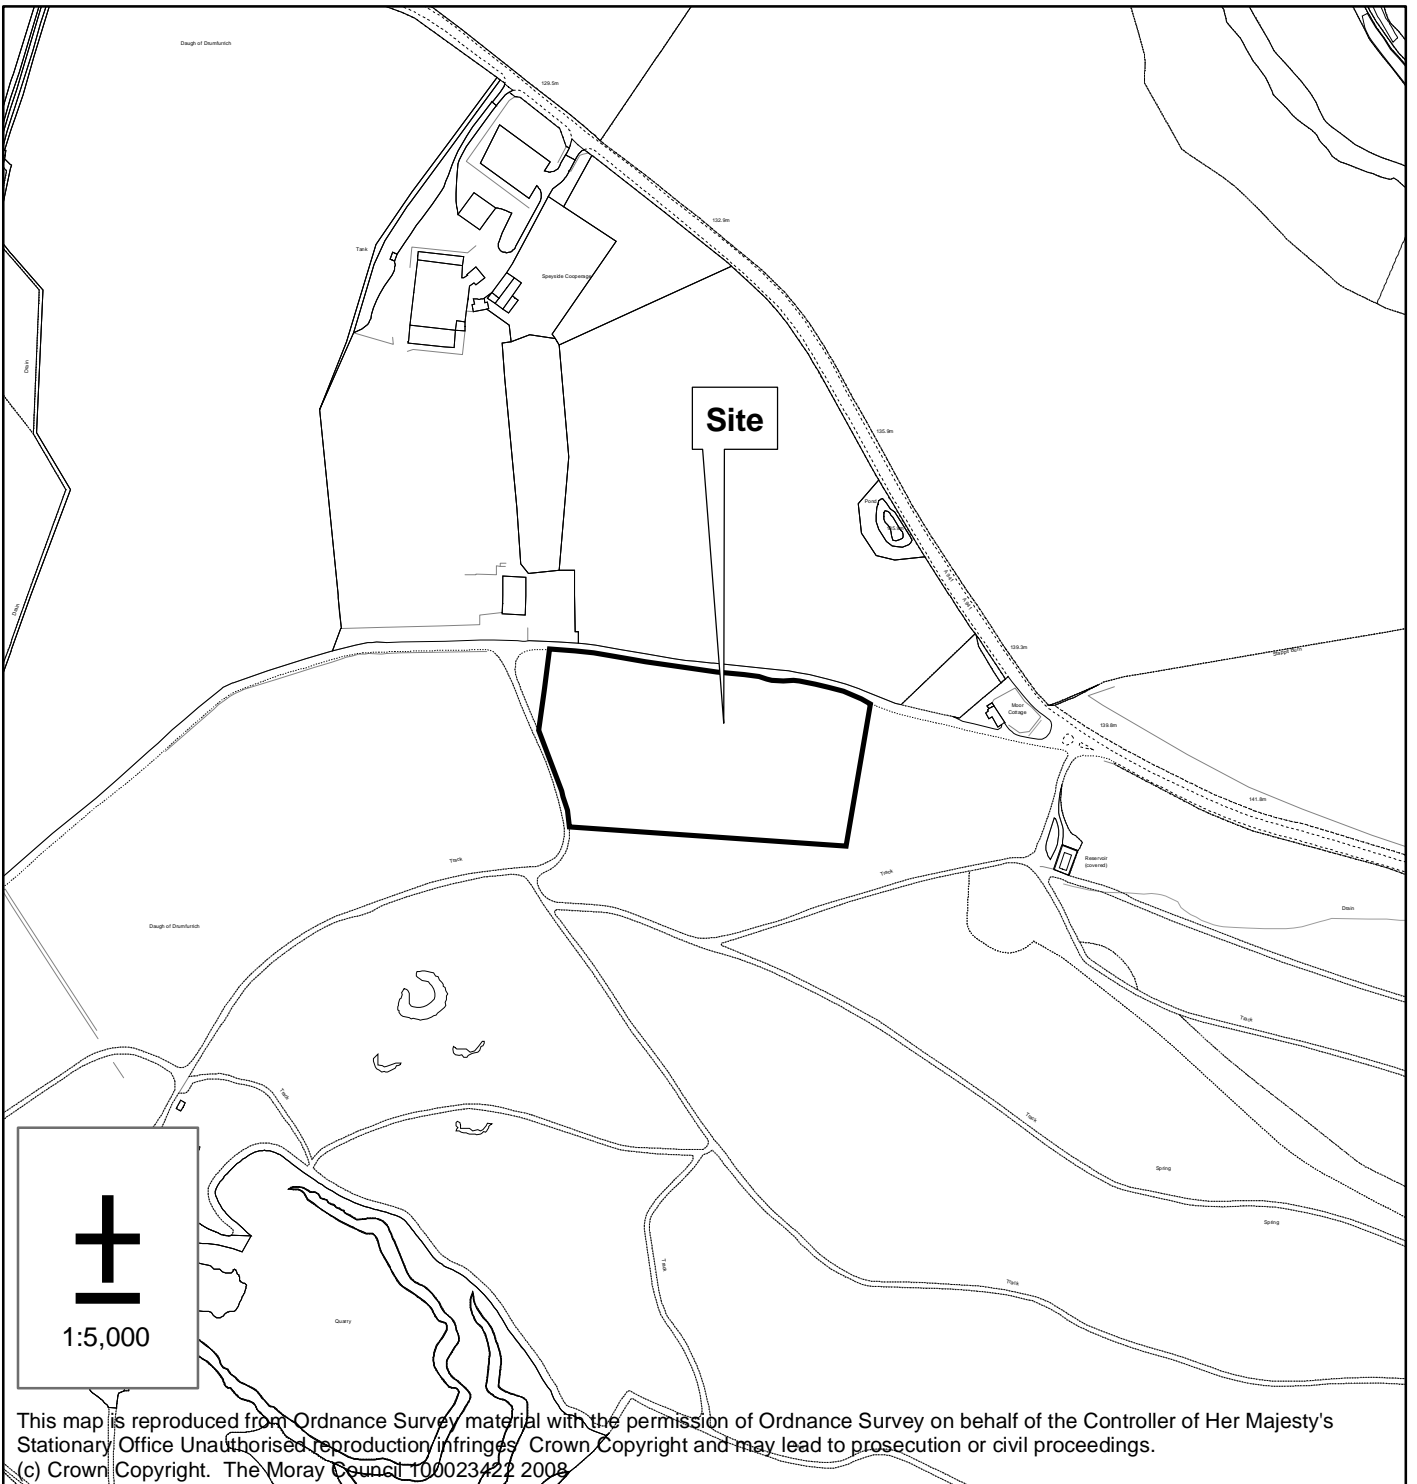 Daugh of Drumfurrich
129.5m
132.9m
Tank
Speyside Cooperage
Drain
Site
135.9m
Pond
Drain
139.3m
Moor
Cottage
139.8m
141.8m
Track
Track
Reservoir
(covered)
Drain
Daugh of Drumfurrich
Track
Track
Track
Spring
Spring
Track
Track
Quarry
1:5,000
This map is reproduced from Ordnance Survey material with the permission of Ordnance Survey on behalf of the Controller of Her Majesty's
Stationary Office Unauthorised reproduction infringes Crown Copyright and may lead to prosecution or civil proceedings.
(c) Crown Copyright. The Moray Council 100023422 2008